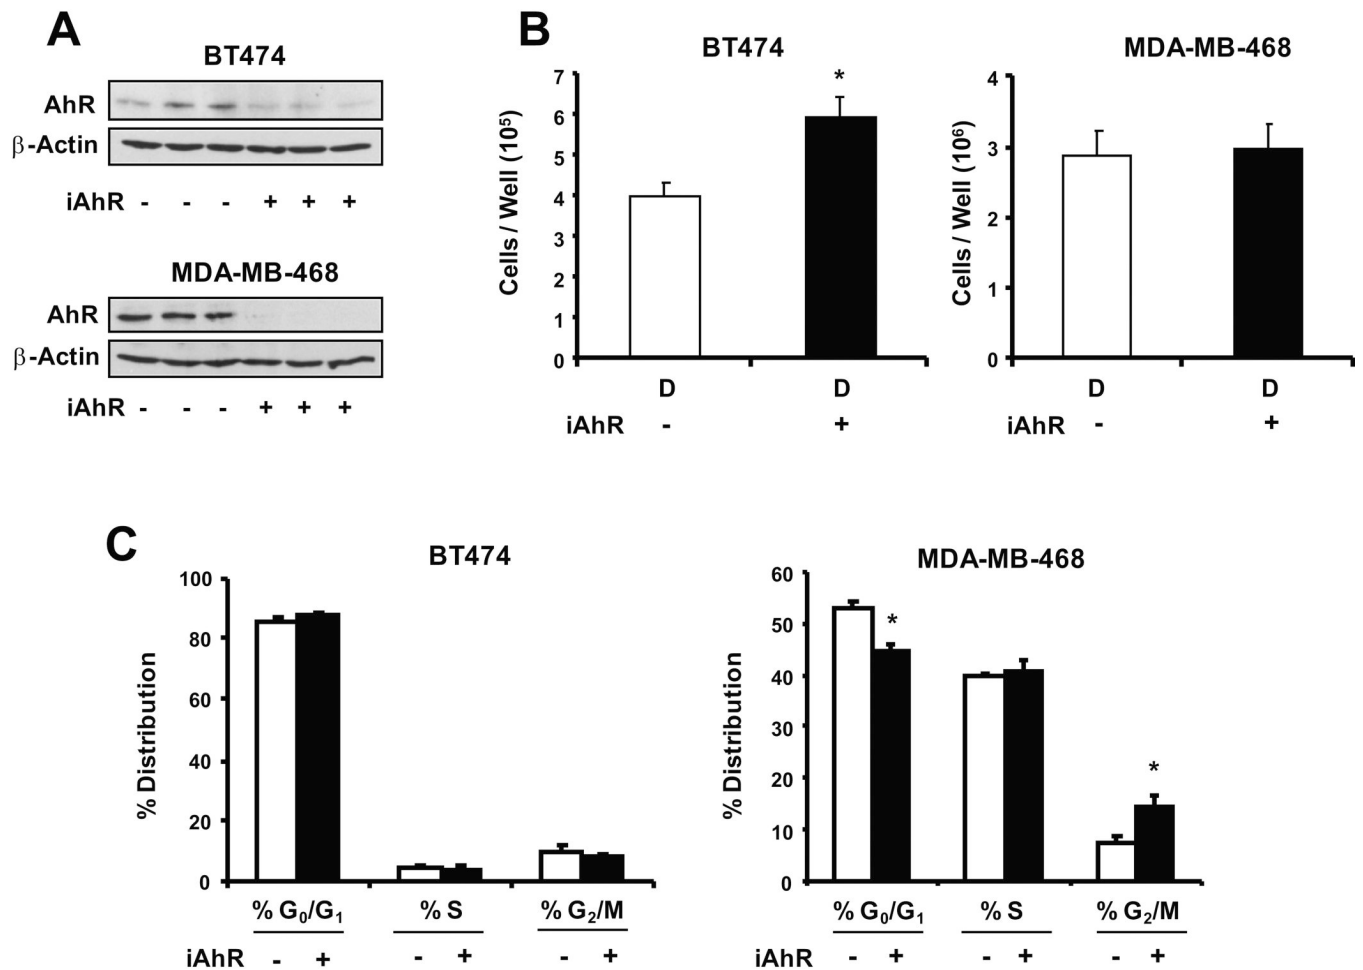 A
BT474
AhR
β-Actin
iAhR - - - + + +
MDA-MB-468
AhR
β-Actin
iAhR - - - + + +
B
BT474
Cells / Well (10⁵)
7
6
5
4
3
2
1
0
*
D D
iAhR - +
MDA-MB-468
Cells / Well (10⁶)
4
3
2
1
0
D D
iAhR - +
C
BT474
% Distribution
100
80
60
40
20
0
% G₀/G₁ % S % G₂/M
iAhR - + - + - +
MDA-MB-468
% Distribution
60
50
40
30
20
10
0
*
*
% G₀/G₁ % S % G₂/M
iAhR - + - + - +